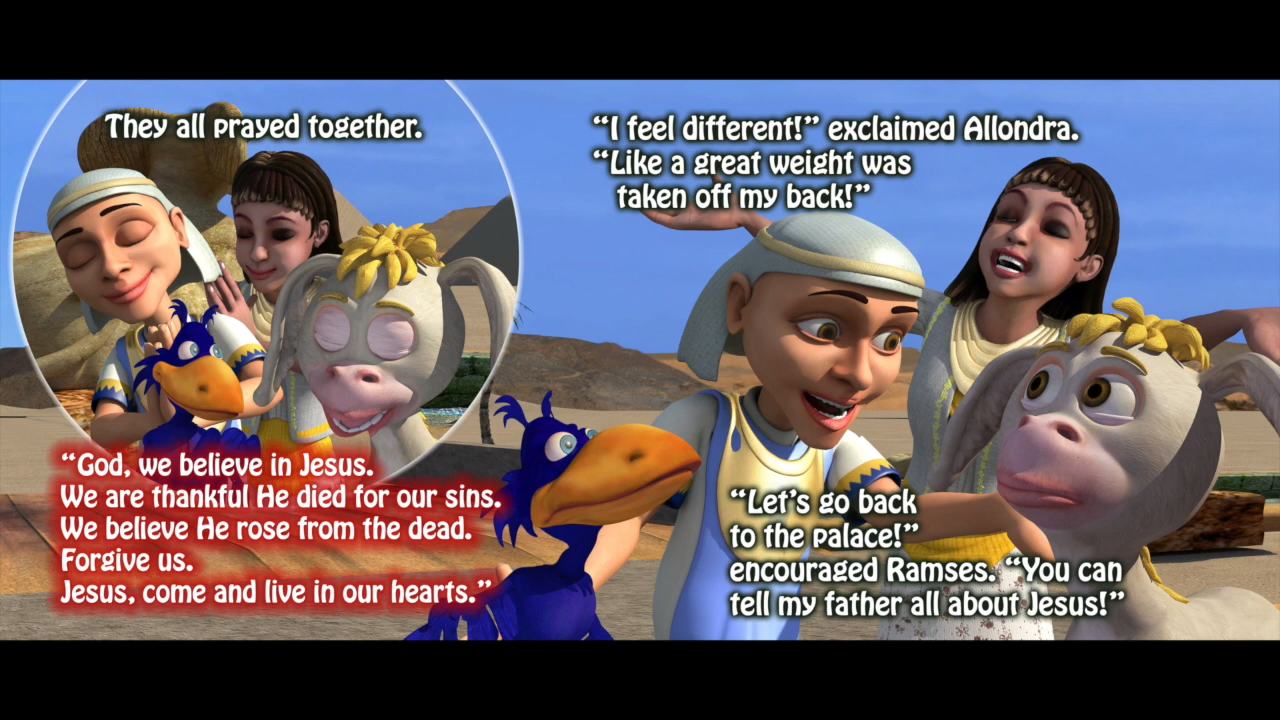 They all prayed together.
“God, we believe in Jesus.
We are thankful He died for our sins.
We believe He rose from the dead.
Forgive us.
Jesus, come and live in our hearts.”
“I feel different!” exclaimed Allondra.
“Like a great weight was
taken off my back!”
“Let’s go back
to the palace!”
encouraged Ramses. “You can
tell my father all about Jesus!”